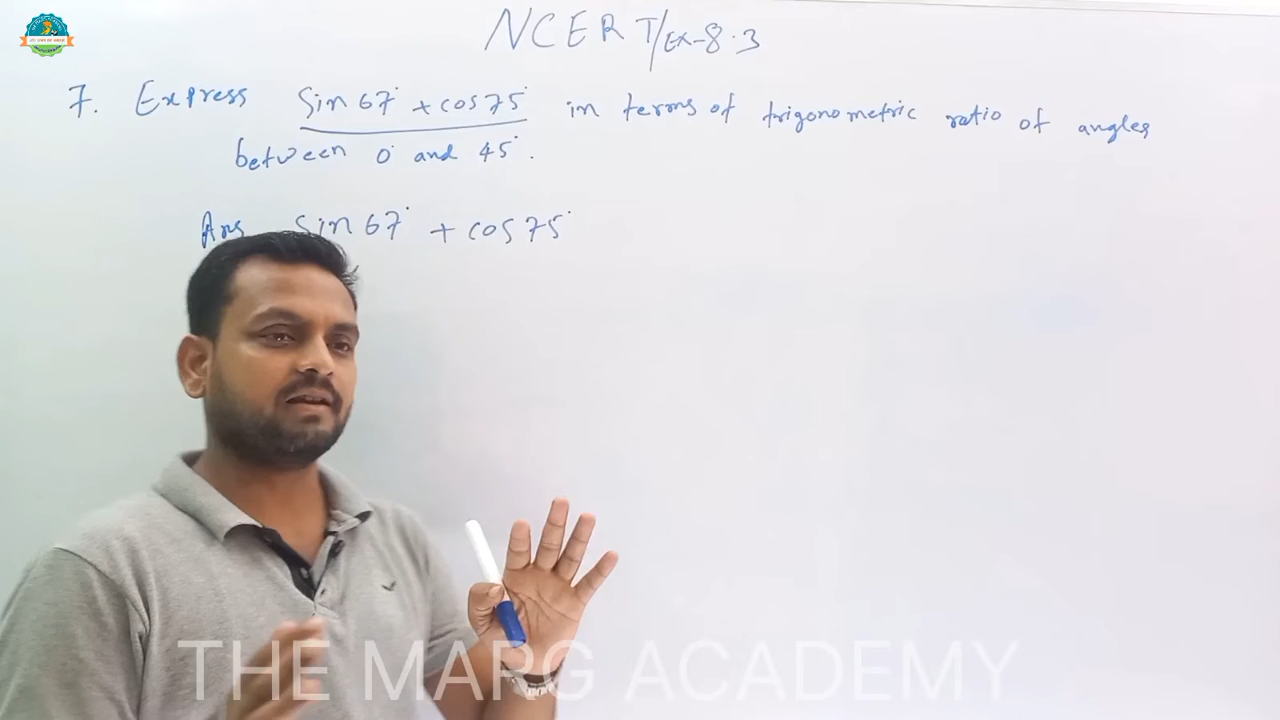 NCERT/Ex-8.3
7. Express Sin 67° + cos 75° in terms of trigonometric ratio of angles
between 0° and 45°.
Ans Sin 67° + cos 75°
THE MARG ACADEMY